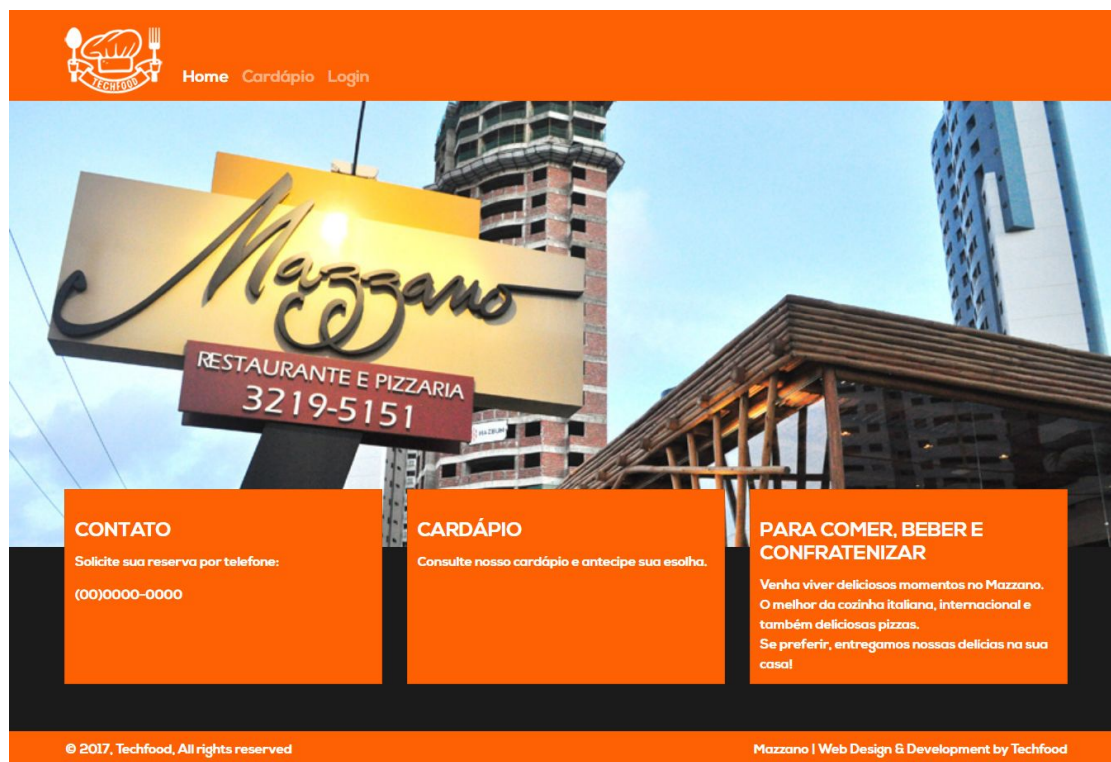 TECHFOOD
Home Cardápio Login
Mazzano
RESTAURANTE E PIZZARIA
3219-5151
CONTATO
Solicite sua reserva por telefone:
(00)0000-0000
CARDÁPIO
Consulte nosso cardápio e antecipe sua esolha.
PARA COMER, BEBER E
CONFRATENIZAR
Venha viver deliciosos momentos no Mazzano.
O melhor da cozinha italiana, internacional e
também deliciosas pizzas.
Se preferir, entregamos nossas delícias na sua
casa!
© 2017, Techfood, All rights reserved
Mazzano | Web Design & Development by Techfood